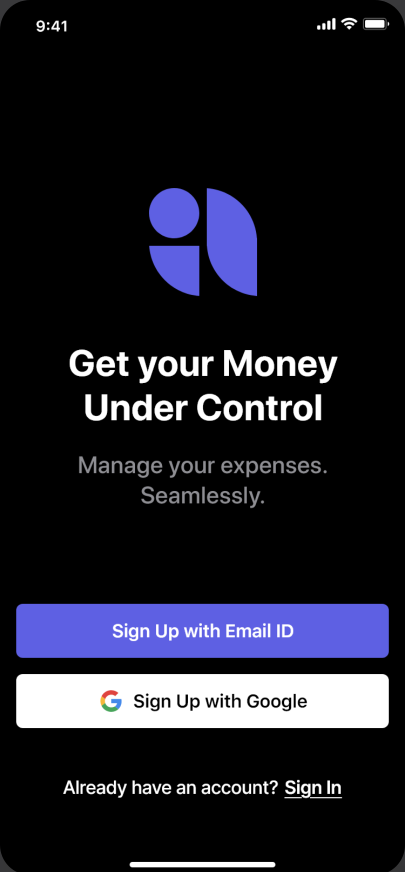 9:41
Get your Money
Under Control
Manage your expenses.
Seamlessly.
Sign Up with Email ID
Sign Up with Google
Already have an account? Sign In